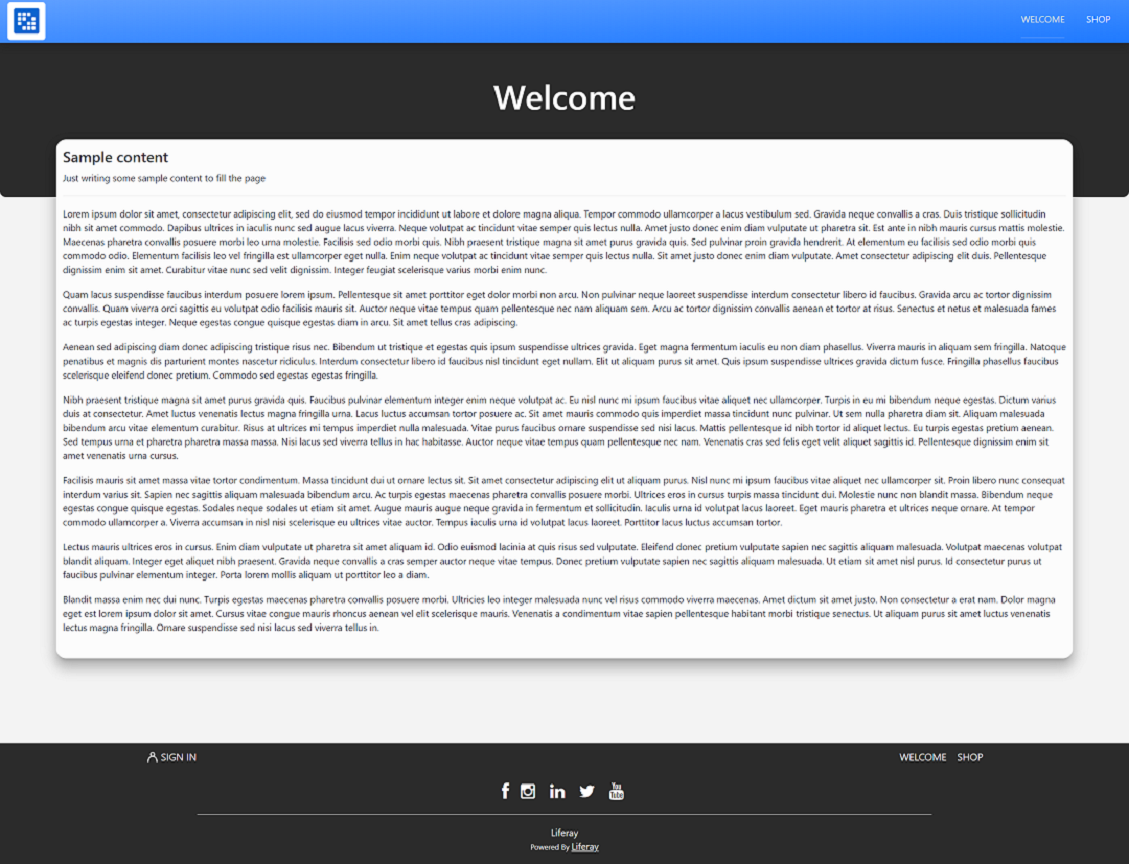 WELCOME SHOP
Welcome
Sample content
Just writing some sample content to fill the page
Lorem ipsum dolor sit amet, consectetur adipiscing elit, sed do eiusmod tempor incididunt ut labore et dolore magna aliqua. Tempor commodo ullamcorper a lacus vestibulum sed. Gravida neque convallis a cras. Duis tristique sollicitudin
nibh sit amet commodo. Dapibus ultrices in iaculis nunc sed augue lacus viverra. Neque volutpat ac tincidunt vitae semper quis lectus nulla. Amet justo donec enim diam vulputate ut pharetra sit. Est ante in nibh mauris cursus mattis molestie.
Maecenas pharetra convallis posuere morbi leo urna molestie. Facilisis sed odio morbi quis. Nibh praesent tristique magna sit amet purus gravida quis. Sed pulvinar proin gravida hendrerit. At elementum eu facilisis sed odio morbi quis
commodo odio. Elementum facilisis leo vel fringilla est ullamcorper eget nulla. Enim neque volutpat ac tincidunt vitae semper quis lectus nulla. Sit amet justo donec enim diam vulputate. Amet consectetur adipiscing elit duis. Pellentesque
dignissim enim sit amet. Curabitur vitae nunc sed velit dignissim. Integer feugiat scelerisque varius morbi enim nunc.
Quam lacus suspendisse faucibus interdum posuere lorem ipsum. Pellentesque sit amet porttitor eget dolor morbi non arcu. Non pulvinar neque laoreet suspendisse interdum consectetur libero id faucibus. Gravida arcu ac tortor dignissim
convallis. Quam viverra orci sagittis eu volutpat odio facilisis mauris sit. Auctor neque vitae tempus quam pellentesque nec nam aliquam sem. Arcu ac tortor dignissim convallis aenean et tortor at risus. Senectus et netus et malesuada fames
ac turpis egestas integer. Neque egestas congue quisque egestas diam in arcu. Sit amet tellus cras adipiscing.
Aenean sed adipiscing diam donec adipiscing tristique risus nec. Bibendum ut tristique et egestas quis ipsum suspendisse ultrices gravida. Eget magna fermentum iaculis eu non diam phasellus. Viverra mauris in aliquam sem fringilla. Natoque
penatibus et magnis dis parturient montes nascetur ridiculus. Interdum consectetur libero id faucibus nisl tincidunt eget nullam. Elit ut aliquam purus sit amet. Quis ipsum suspendisse ultrices gravida dictum fusce. Fringilla phasellus faucibus
scelerisque eleifend donec pretium. Commodo sed egestas egestas fringilla.
Nibh praesent tristique magna sit amet purus gravida quis. Faucibus pulvinar elementum integer enim neque volutpat ac. Eu nisl nunc mi ipsum faucibus vitae aliquet nec ullamcorper. Turpis in eu mi bibendum neque egestas. Dictum varius
duis at consectetur. Amet luctus venenatis lectus magna fringilla urna. Lacus luctus accumsan tortor posuere ac. Sit amet mauris commodo quis imperdiet massa tincidunt nunc pulvinar. Ut sem nulla pharetra diam sit. Aliquam malesuada
bibendum arcu vitae elementum curabitur. Risus at ultrices mi tempus imperdiet nulla malesuada. Vitae purus faucibus ornare suspendisse sed nisi lacus. Mattis pellentesque id nibh tortor id aliquet lectus. Eu turpis egestas pretium aenean.
Sed tempus urna et pharetra pharetra massa massa. Nisi lacus sed viverra tellus in hac habitasse. Auctor neque vitae tempus quam pellentesque nec nam. Venenatis cras sed felis eget velit aliquet sagittis id. Pellentesque dignissim enim sit
amet venenatis urna cursus.
Facilisis mauris sit amet massa vitae tortor condimentum. Massa tincidunt dui ut ornare lectus sit. Sit amet consectetur adipiscing elit ut aliquam purus. Nisl nunc mi ipsum faucibus vitae aliquet nec ullamcorper sit. Proin libero nunc consequat
interdum varius sit. Sapien nec sagittis aliquam malesuada bibendum arcu. Ac turpis egestas maecenas pharetra convallis posuere morbi. Ultrices eros in cursus turpis massa tincidunt dui. Molestie nunc non blandit massa. Bibendum neque
egestas congue quisque egestas. Sodales neque sodales ut etiam sit amet. Augue mauris augue neque gravida in fermentum et sollicitudin. Iaculis urna id volutpat lacus laoreet. Eget mauris pharetra et ultrices neque ornare. At tempor
commodo ullamcorper a. Viverra accumsan in nisl nisi scelerisque eu ultrices vitae auctor. Tempus iaculis urna id volutpat lacus laoreet. Porttitor lacus luctus accumsan tortor.
Lectus mauris ultrices eros in cursus. Enim diam vulputate ut pharetra sit amet aliquam id. Odio euismod lacinia at quis risus sed vulputate. Eleifend donec pretium vulputate sapien nec sagittis aliquam malesuada. Volutpat maecenas volutpat
blandit aliquam. Integer eget aliquet nibh praesent. Gravida neque convallis a cras semper auctor neque vitae tempus. Donec pretium vulputate sapien nec sagittis aliquam malesuada. Ut etiam sit amet nisl purus. Id consectetur purus ut
faucibus pulvinar elementum integer. Porta lorem mollis aliquam ut porttitor leo a diam.
Blandit massa enim nec dui nunc. Turpis egestas maecenas pharetra convallis posuere morbi. Ultricies leo integer malesuada nunc vel risus commodo viverra maecenas. Amet dictum sit amet justo. Non consectetur a erat nam. Dolor magna
eget est lorem ipsum dolor sit amet. Cursus vitae congue mauris rhoncus aenean vel elit scelerisque mauris. Venenatis a condimentum vitae sapien pellentesque habitant morbi tristique senectus. Ut aliquam purus sit amet luctus venenatis
lectus magna fringilla. Ornare suspendisse sed nisi lacus sed viverra tellus in.
SIGN IN WELCOME SHOP
You Tube
Liferay
Powered By Liferay